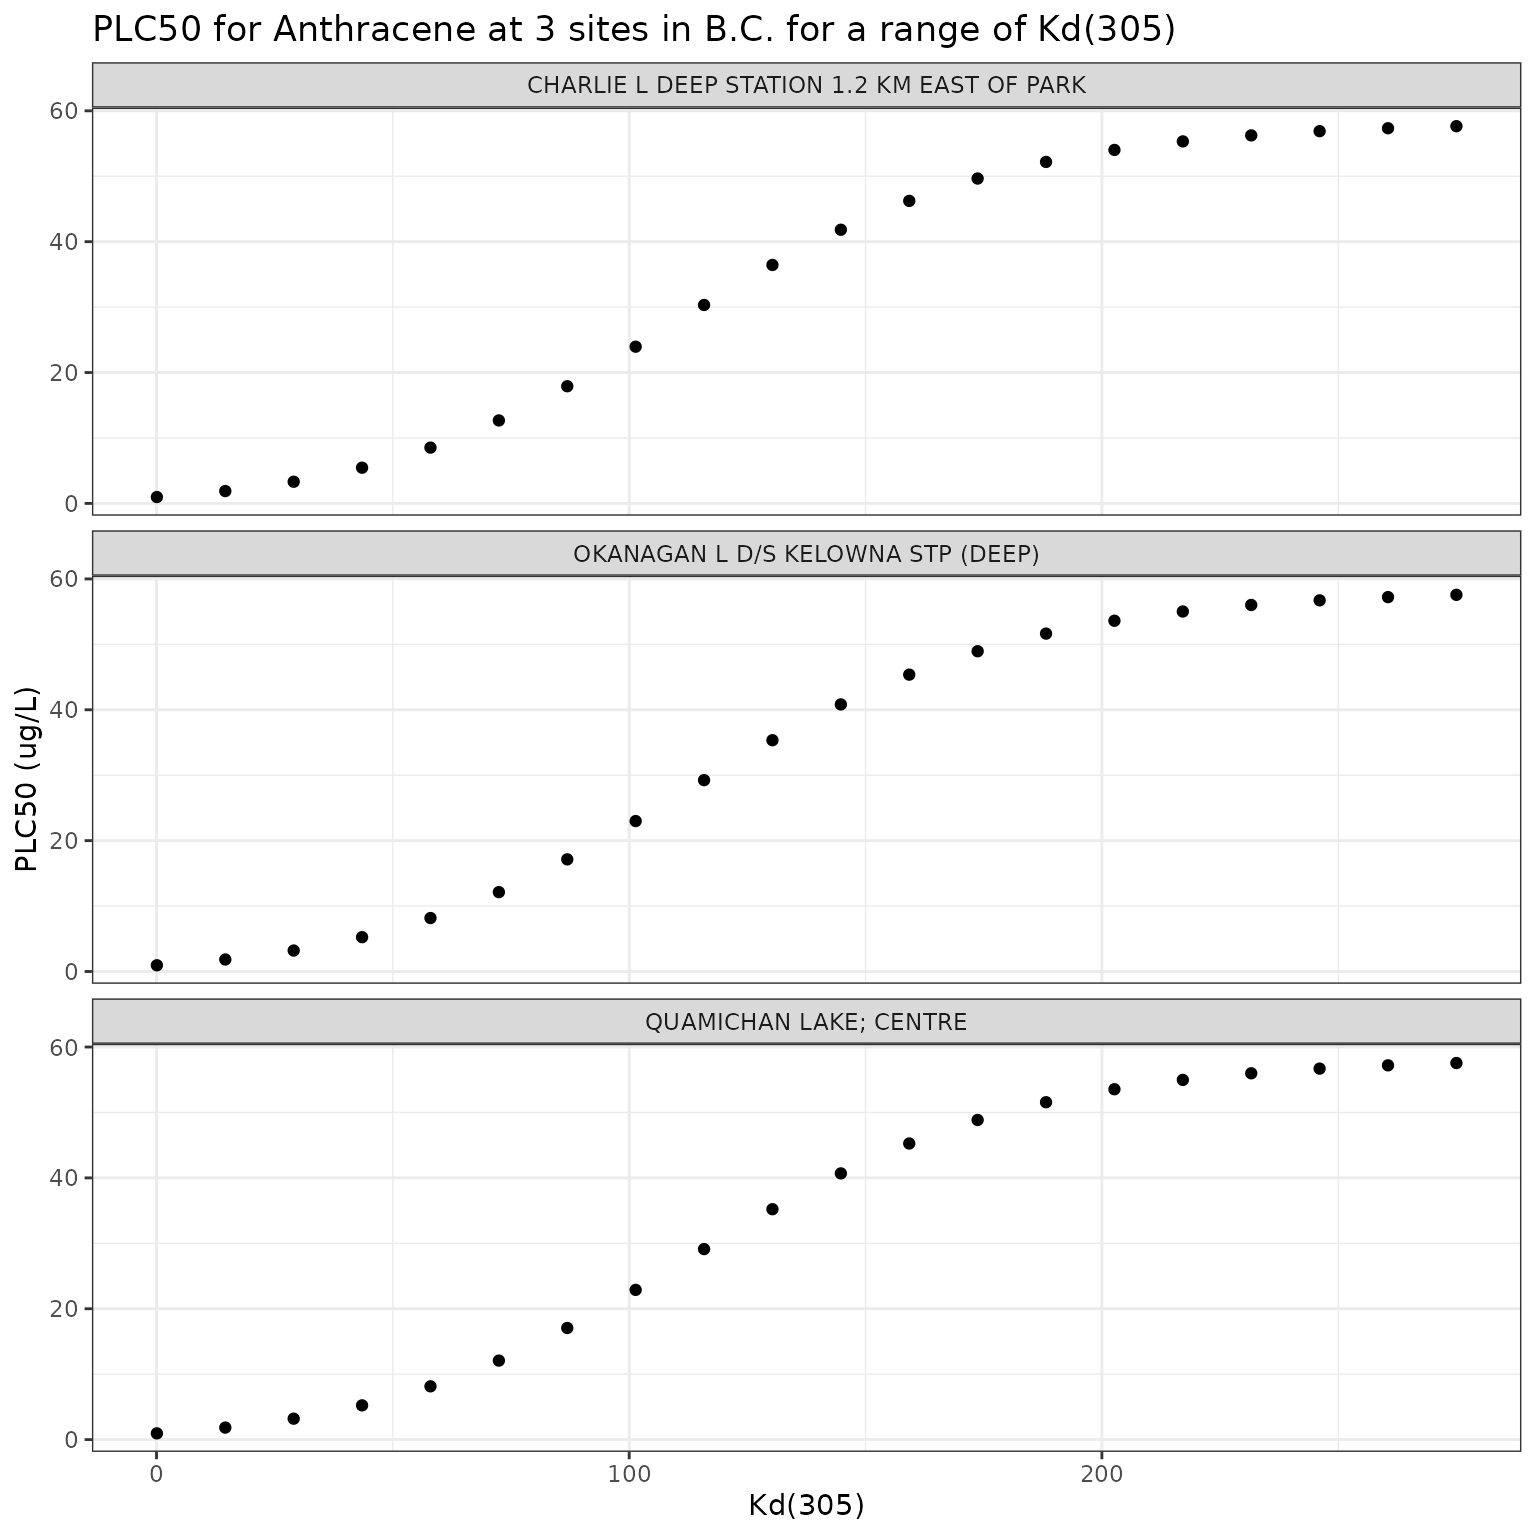 PLC50 for Anthracene at 3 sites in B.C. for a range of Kd(305)
CHARLIE L DEEP STATION 1.2 KM EAST OF PARK
60
40
20
0
OKANAGAN L D/S KELOWNA STP (DEEP)
60
40
20
0
PLC50 (ug/L)
QUAMICHAN LAKE; CENTRE
60
40
20
0
0 100 200
Kd(305)